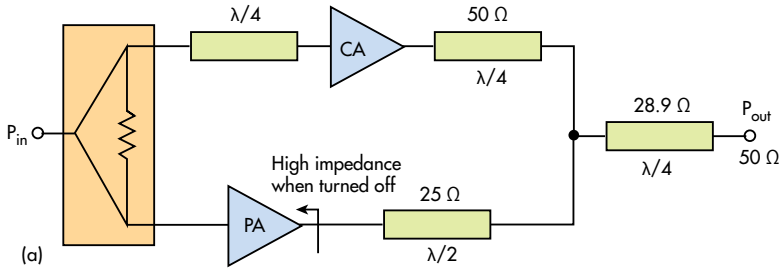 λ/4
CA
50 Ω
λ/4
28.9 Ω
λ/4
P_out
50 Ω
P_in
High impedance
when turned off
PA
25 Ω
λ/2
(a)